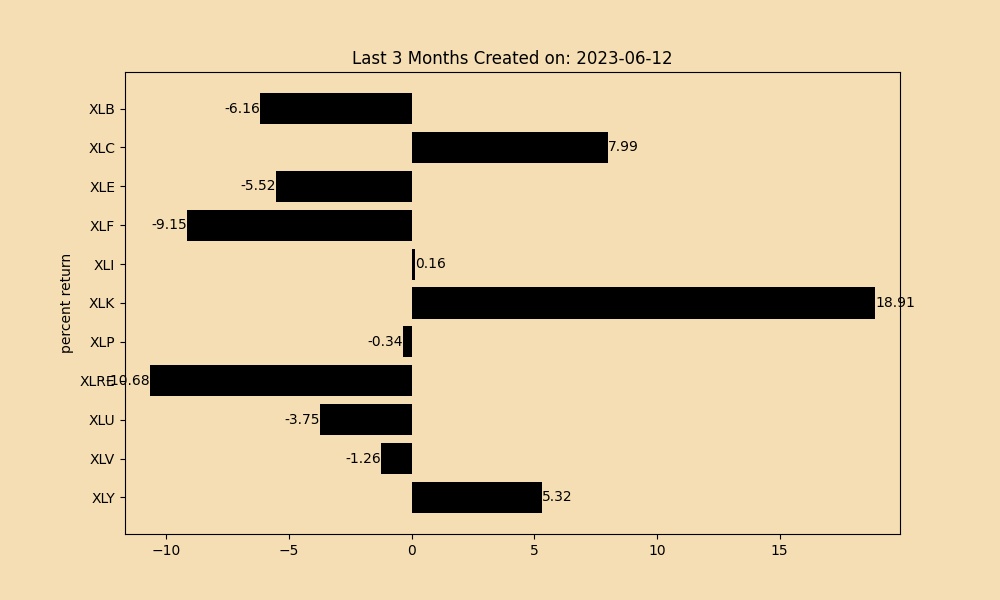 Last 3 Months Created on: 2023-06-12
percent return
XLB -6.16
XLC 7.99
XLE -5.52
XLF -9.15
XLI 0.16
XLK 18.91
XLP -0.34
XLRE -10.68
XLU -3.75
XLV -1.26
XLY 5.32
−10 −5 0 5 10 15